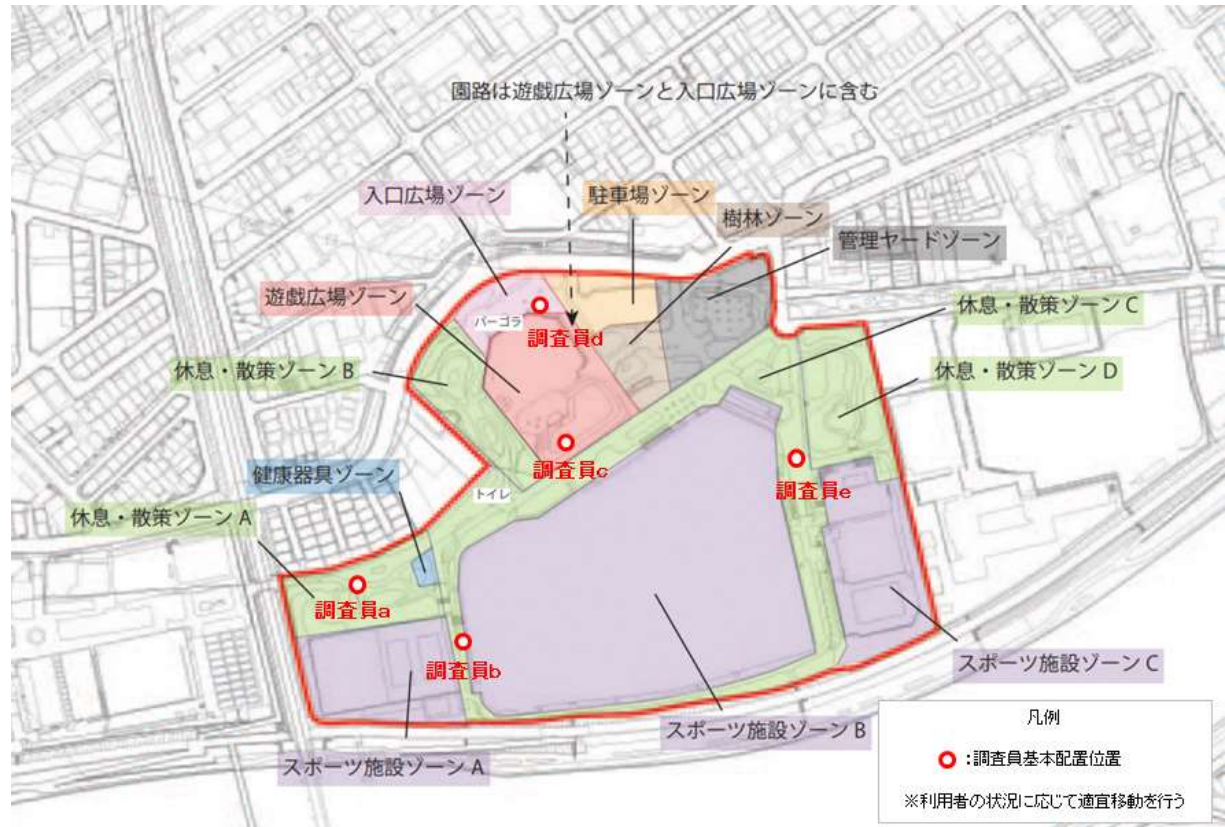 園路は遊戯広場ゾーンと入口広場ゾーンに含む
入口広場ゾーン
駐車場ゾーン
樹林ゾーン
管理ヤードゾーン
遊戯広場ゾーン
パーゴラ
調査員d
休息・散策ゾーン C
休息・散策ゾーン B
休息・散策ゾーン D
調査員c
健康器具ゾーン
トイレ
調査員e
休息・散策ゾーン A
調査員a
調査員b
スポーツ施設ゾーン C
スポーツ施設ゾーン B
スポーツ施設ゾーン A
凡例
:調査員基本配置位置
※利用者の状況に応じて適宜移動を行う